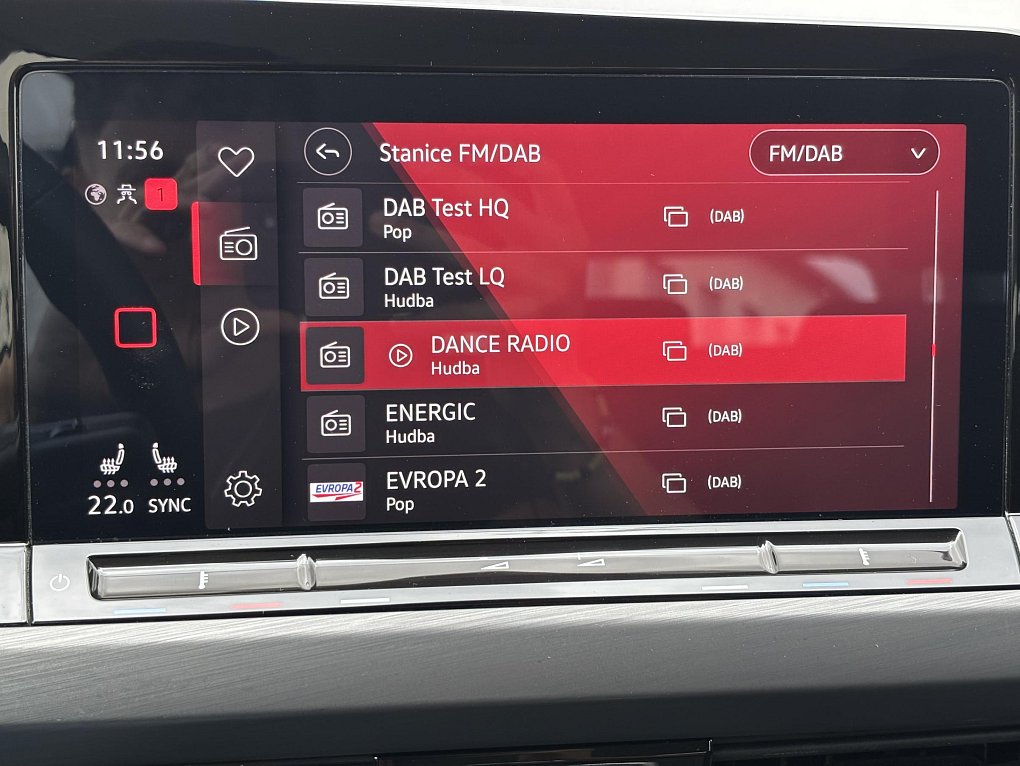 11:56
1
Stanice FM/DAB
FM/DAB
DAB Test HQ
Pop
(DAB)
DAB Test LQ
Hudba
(DAB)
DANCE RADIO
Hudba
(DAB)
ENERGIC
Hudba
(DAB)
EVROPA 2
EVROPA 2
Pop
(DAB)
22.0 SYNC